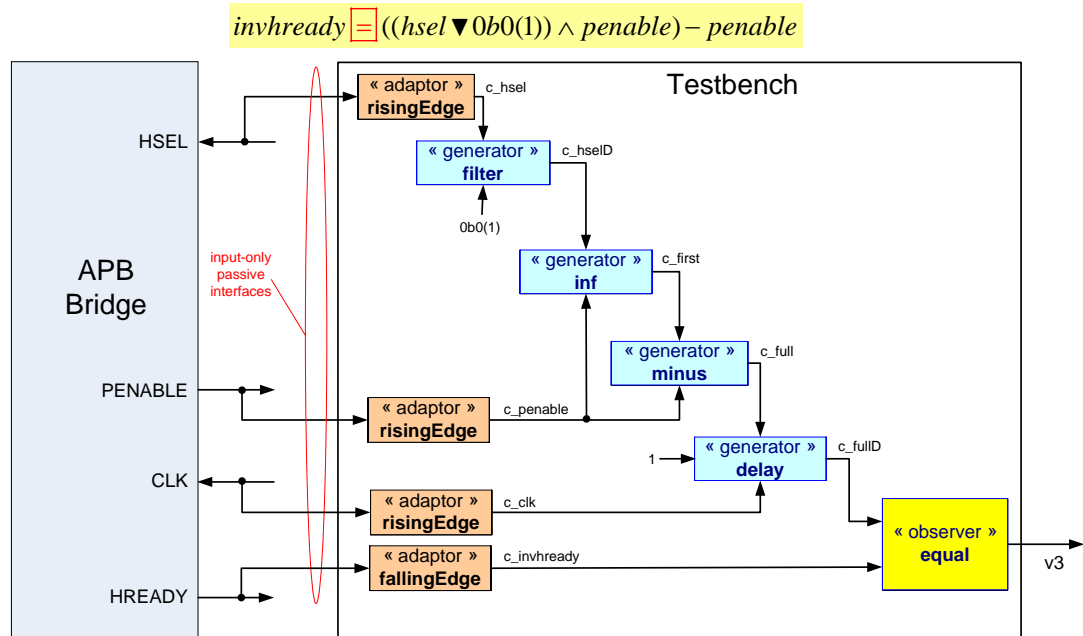 invhready = ((hsel ▼ 0b0(1)) ∧ penable) – penable
Testbench
« adaptor »
risingEdge
c_hsel
HSEL
« generator »
filter
c_hselD
0b0(1)
input-only
passive
interfaces
APB
Bridge
« generator »
inf
c_first
« generator »
minus
c_full
PENABLE
« adaptor »
risingEdge
c_penable
1
« generator »
delay
c_fullD
CLK
« adaptor »
risingEdge
c_clk
« adaptor »
fallingEdge
c_invhready
HREADY
« observer »
equal
v3